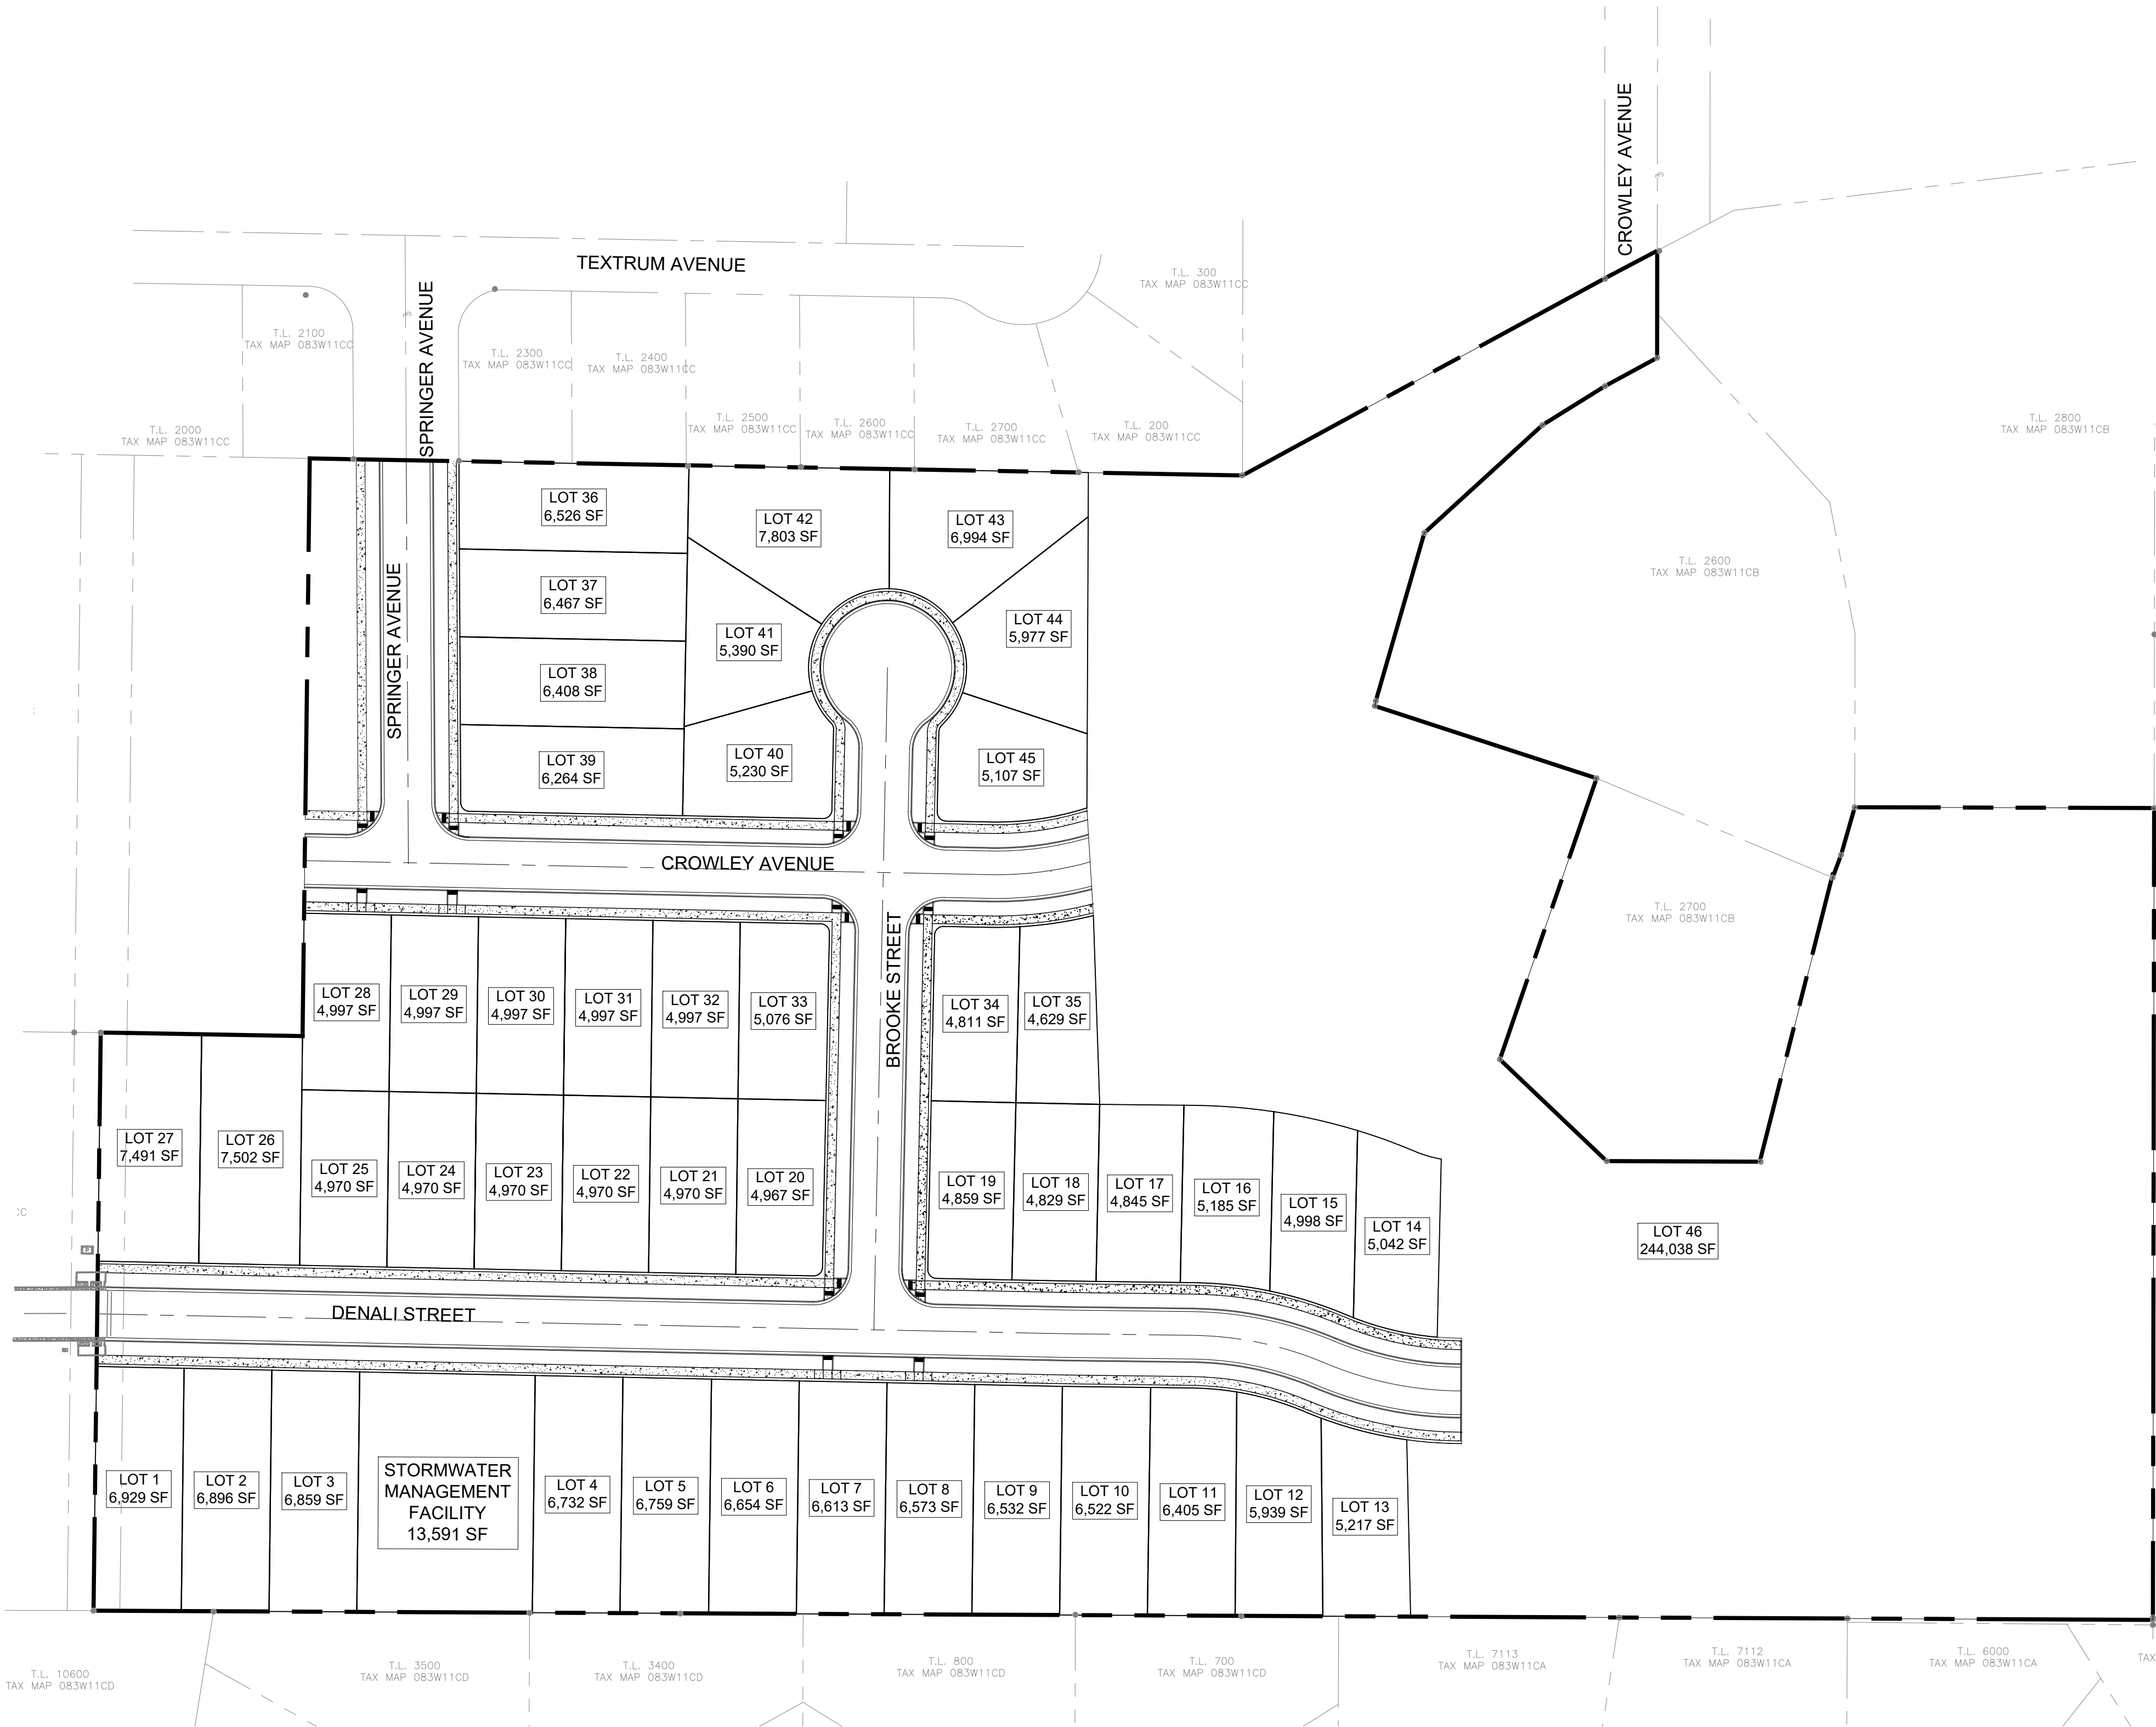 CROWLEY AVENUE
TEXTRUM AVENUE
SPRINGER AVENUE
T.L. 300
TAX MAP 083W11CC
T.L. 2100
TAX MAP 083W11CC
T.L. 2300
TAX MAP 083W11CC
T.L. 2400
TAX MAP 083W11CC
T.L. 2000
TAX MAP 083W11CC
T.L. 2500
TAX MAP 083W11CC
T.L. 2600
TAX MAP 083W11CC
T.L. 2700
TAX MAP 083W11CC
T.L. 200
TAX MAP 083W11CC
T.L. 2800
TAX MAP 083W11CB
T.L. 2600
TAX MAP 083W11CB
T.L. 2700
TAX MAP 083W11CB
LOT 36
6,526 SF
LOT 42
7,803 SF
LOT 43
6,994 SF
LOT 37
6,467 SF
LOT 41
5,390 SF
LOT 44
5,977 SF
LOT 38
6,408 SF
SPRINGER AVENUE
LOT 39
6,264 SF
LOT 40
5,230 SF
LOT 45
5,107 SF
CROWLEY AVENUE
BROOKE STREET
LOT 28
4,997 SF
LOT 29
4,997 SF
LOT 30
4,997 SF
LOT 31
4,997 SF
LOT 32
4,997 SF
LOT 33
5,076 SF
LOT 34
4,811 SF
LOT 35
4,629 SF
LOT 27
7,491 SF
LOT 26
7,502 SF
LOT 25
4,970 SF
LOT 24
4,970 SF
LOT 23
4,970 SF
LOT 22
4,970 SF
LOT 21
4,970 SF
LOT 20
4,967 SF
LOT 19
4,859 SF
LOT 18
4,829 SF
LOT 17
4,845 SF
LOT 16
5,185 SF
LOT 15
4,998 SF
LOT 14
5,042 SF
LOT 46
244,038 SF
DENALI STREET
LOT 1
6,929 SF
LOT 2
6,896 SF
LOT 3
6,859 SF
STORMWATER
MANAGEMENT
FACILITY
13,591 SF
LOT 4
6,732 SF
LOT 5
6,759 SF
LOT 6
6,654 SF
LOT 7
6,613 SF
LOT 8
6,573 SF
LOT 9
6,532 SF
LOT 10
6,522 SF
LOT 11
6,405 SF
LOT 12
5,939 SF
LOT 13
5,217 SF
T.L. 10600
TAX MAP 083W11CD
T.L. 3500
TAX MAP 083W11CD
T.L. 3400
TAX MAP 083W11CD
T.L. 800
TAX MAP 083W11CD
T.L. 700
TAX MAP 083W11CD
T.L. 7113
TAX MAP 083W11CA
T.L. 7112
TAX MAP 083W11CA
T.L. 6000
TAX MAP 083W11CA
TAX